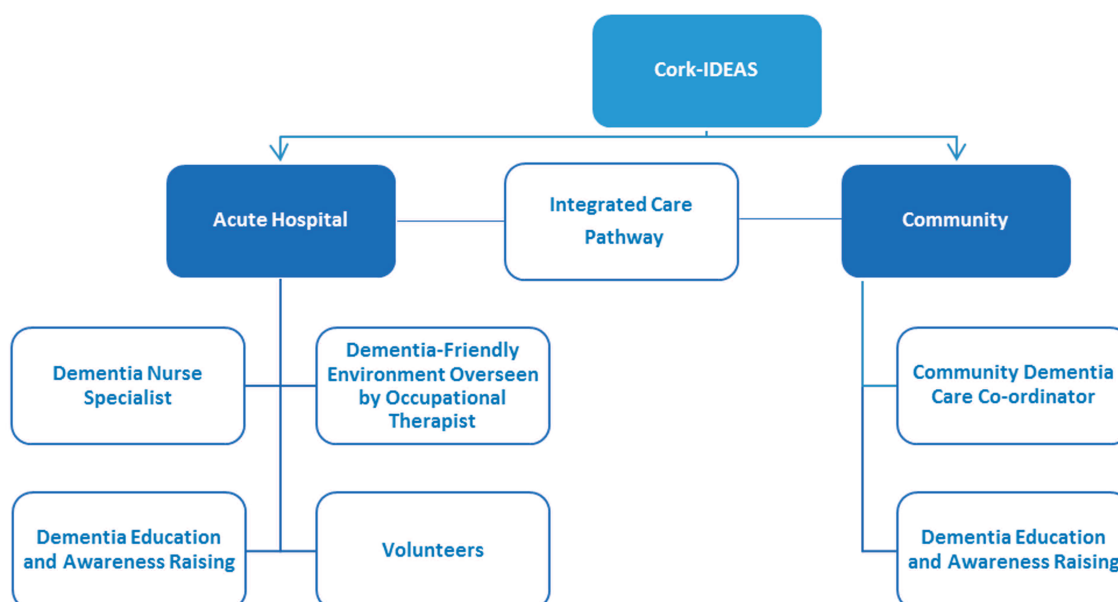 Cork-IDEAS
Acute Hospital
Integrated Care
Pathway
Community
Dementia Nurse
Specialist
Dementia-Friendly
Environment Overseen
by Occupational
Therapist
Community Dementia
Care Co-ordinator
Dementia Education
and Awareness Raising
Volunteers
Dementia Education
and Awareness Raising